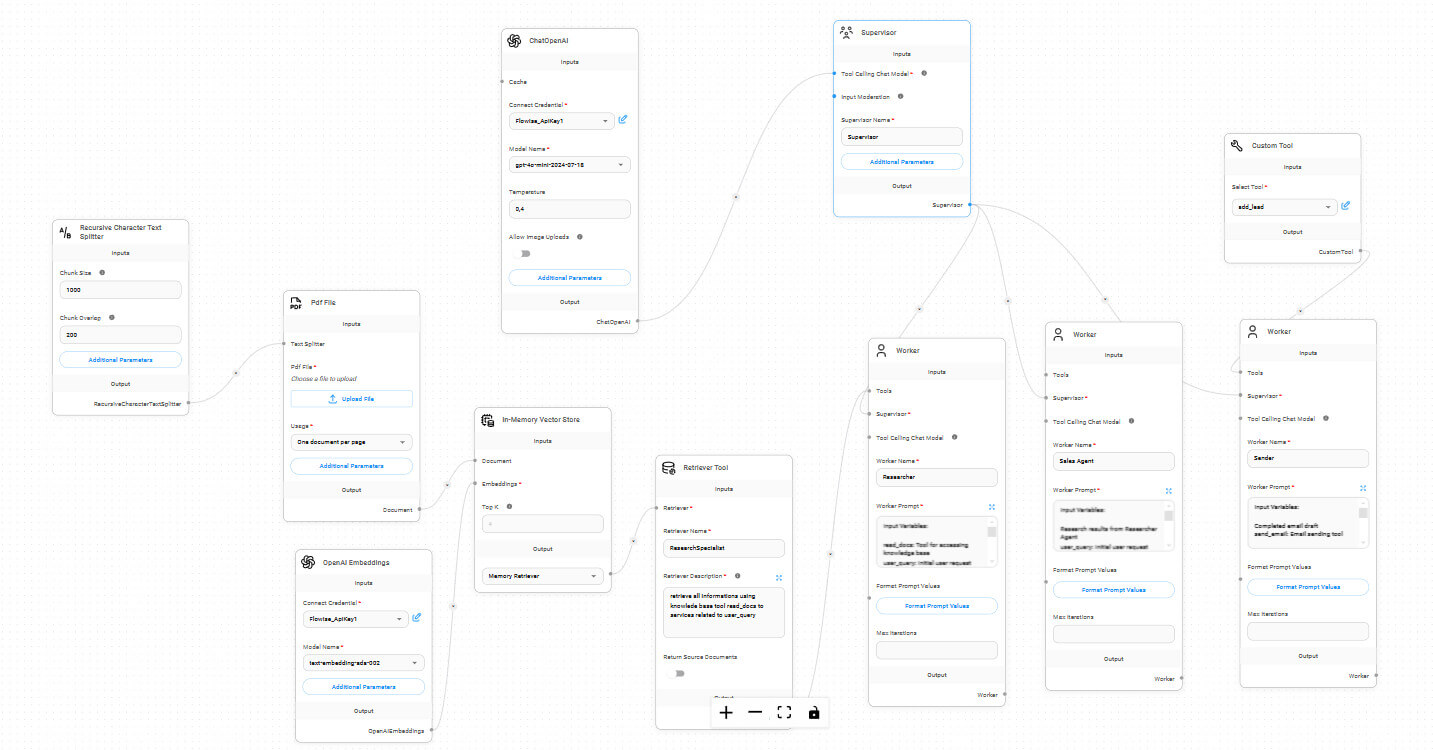 Recursive Character Text
Splitter
Inputs
Chunk Size
1000
Chunk Overlap
200
Additional Parameters
Output
RecursiveCharacterTextSplitter
Pdf File
Inputs
Text Splitter
Pdf File *
Choose a file to upload
Upload File
Usage *
One document per page
Additional Parameters
Output
Document
OpenAI Embeddings
Inputs
Connect Credential *
Flowise_ApiKey1
Model Name *
text-embedding-ada-002
Additional Parameters
Output
OpenAIEmbeddings
ChatOpenAI
Inputs
Cache
Connect Credential *
Flowise_ApiKey1
Model Name *
gpt-4o-mini-2024-07-18
Temperature
0,4
Allow Image Uploads
Additional Parameters
Output
ChatOpenAI
In-Memory Vector Store
Inputs
Document
Embeddings *
Top K
4
Output
Memory Retriever
Retriever Tool
Inputs
Retriever *
Retriever Name *
ResearchSpecialist
Retriever Description *
retrieve all informations using
knowlede base tool read_docs to
services related to user_query
Return Source Documents
Supervisor
Inputs
Tool Calling Chat Model *
Input Moderation
Supervisor Name *
Supervisor
Additional Parameters
Output
Supervisor
Worker
Inputs
Tools
Supervisor *
Tool Calling Chat Model
Worker Name *
Researcher
Worker Prompt *
Input Variables:
read_docs: Tool for accessing
knowledge base
user_query: Initial user request
Format Prompt Values
Format Prompt Values
Max Iterations
Output
Worker
Worker
Inputs
Tools
Supervisor *
Tool Calling Chat Model
Worker Name *
Sales Agent
Worker Prompt *
Input Variables:
Research results from Researcher
Agent
user_query: Initial user request
Format Prompt Values
Format Prompt Values
Max Iterations
Output
Worker
Custom Tool
Inputs
Select Tool *
add_lead
Output
CustomTool
Worker
Inputs
Tools
Supervisor *
Tool Calling Chat Model
Worker Name *
Sender
Worker Prompt *
Input Variables:
Completed email draft
send_email: Email sending tool
Format Prompt Values
Format Prompt Values
Max Iterations
Output
Worker